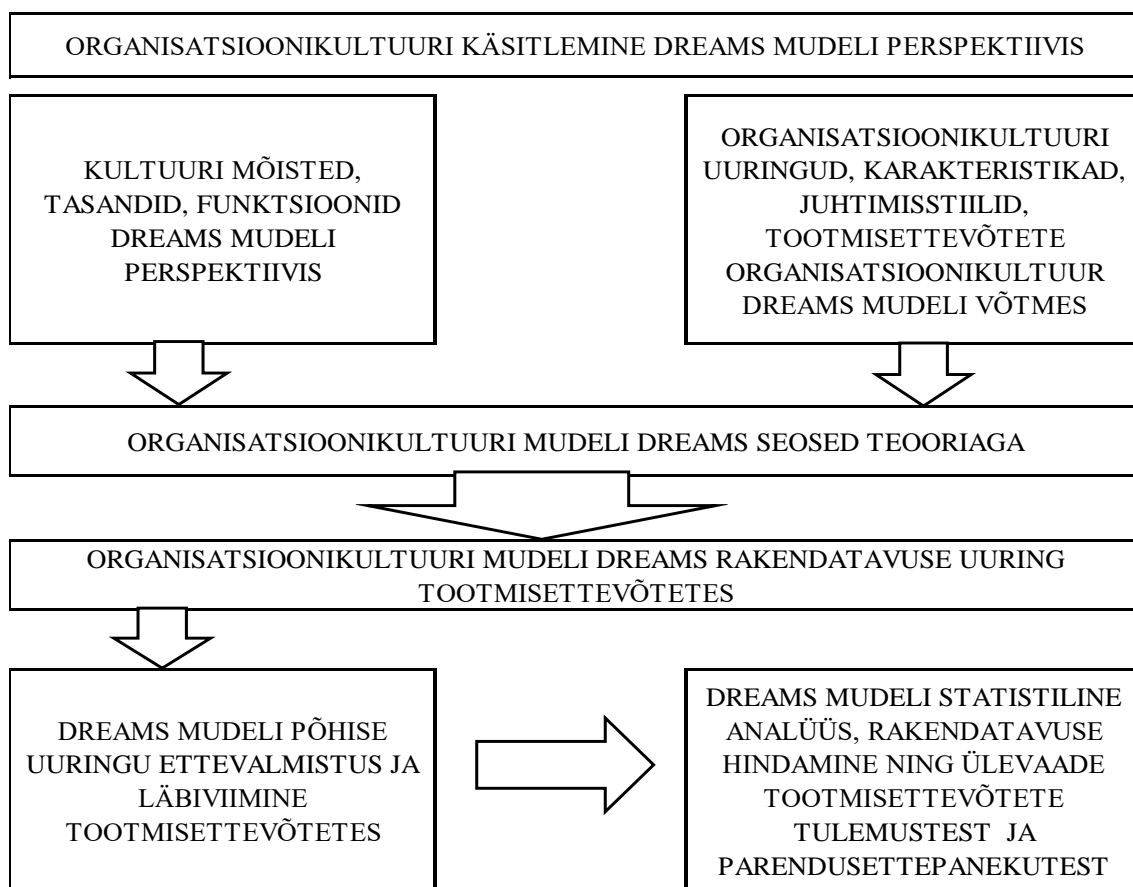 ORGANISATSIOONIKULTUURI KÄSITLEMINE DREAMS MUDELI PERSPEKTIIVIS
KULTUURI MÕISTED,
TASANDID, FUNKTSIOONID
DREAMS MUDELI
PERSPEKTIIVIS
ORGANISATSIOONIKULTUURI
UURINGUD, KARAKTERISTIKAD,
JUHTIMISSTIILID,
TOOTMISETTEVÕTETE
ORGANISATSIOONIKULTUUR
DREAMS MUDELI VÕTMES
ORGANISATSIOONIKULTUURI MUDELI DREAMS SEOSED TEOORIAGA
ORGANISATSIOONIKULTUURI MUDELI DREAMS RAKENDATAVUSE UURING
TOOTMISETTEVÕTETES
DREAMS MUDELI PÕHISE
UURINGU ETTEVALMISTUS JA
LÄBIVIIMINE
TOOTMISETTEVÕTETES
DREAMS MUDELI STATISTILINE
ANALÜÜS, RAKENDATAVUSE
HINDAMINE NING ÜLEVAADE
TOOTMISETTEVÕTETE
TULEMUSTEST JA
PARENDUSETTEPANEKUTEST